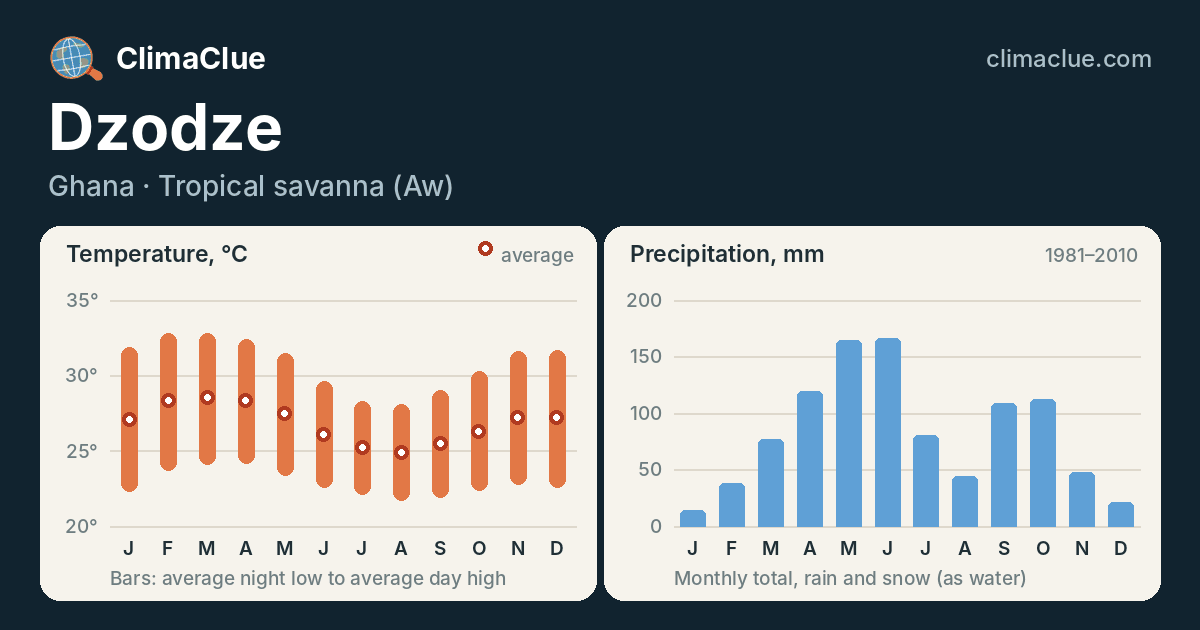 ClimaClue
climaclue.com
Dzodze
Ghana · Tropical savanna (Aw)
Temperature, °C
average
35°
30°
25°
20°
J F M A M J J A S O N D
Bars: average night low to average day high
Precipitation, mm
1981–2010
200
150
100
50
0
J F M A M J J A S O N D
Monthly total, rain and snow (as water)